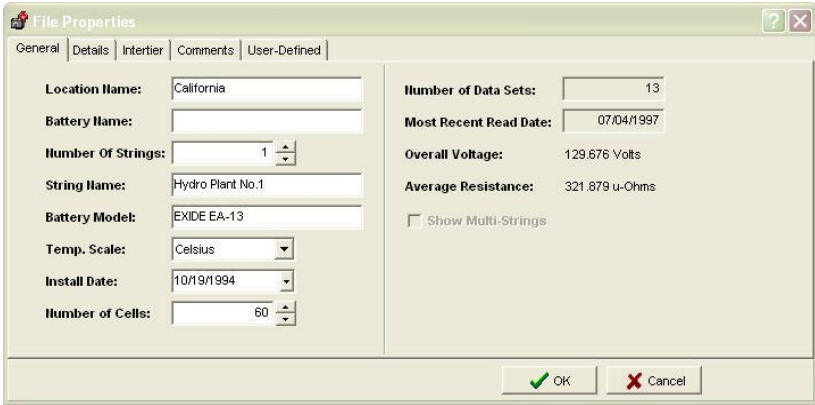 File Properties
General Details Intertier Comments User-Defined
Location Name: California
Battery Name:
Number Of Strings: 1
String Name: Hydro Plant No.1
Battery Model: EXIDE EA-13
Temp. Scale: Celsius
Install Date: 10/19/1994
Number of Cells: 60
Number of Data Sets: 13
Most Recent Read Date: 07/04/1997
Overall Voltage: 129.676 Volts
Average Resistance: 321.879 u-Ohms
Show Multi-Strings
OK Cancel